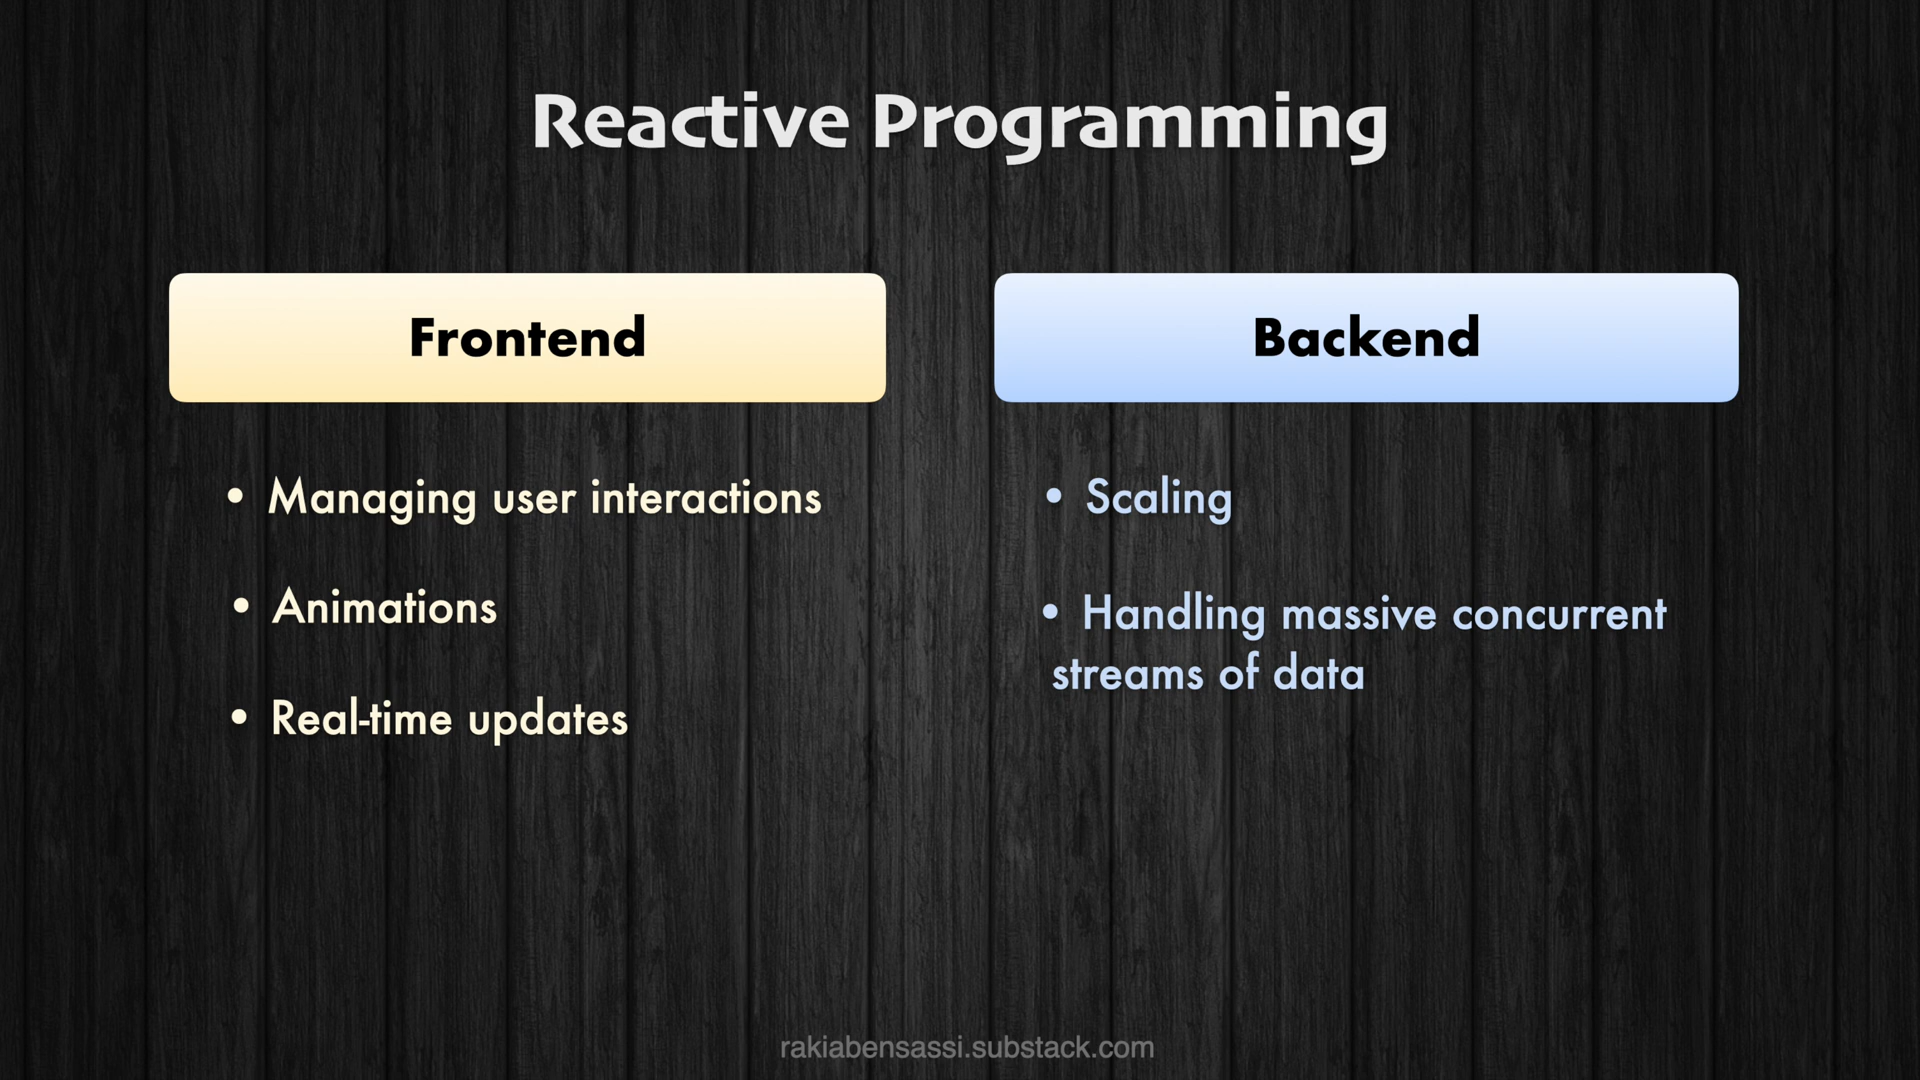 Reactive Programming
Frontend
• Managing user interactions
• Animations
• Real-time updates
Backend
• Scaling
• Handling massive concurrent
streams of data
rakiabensassi.substack.com